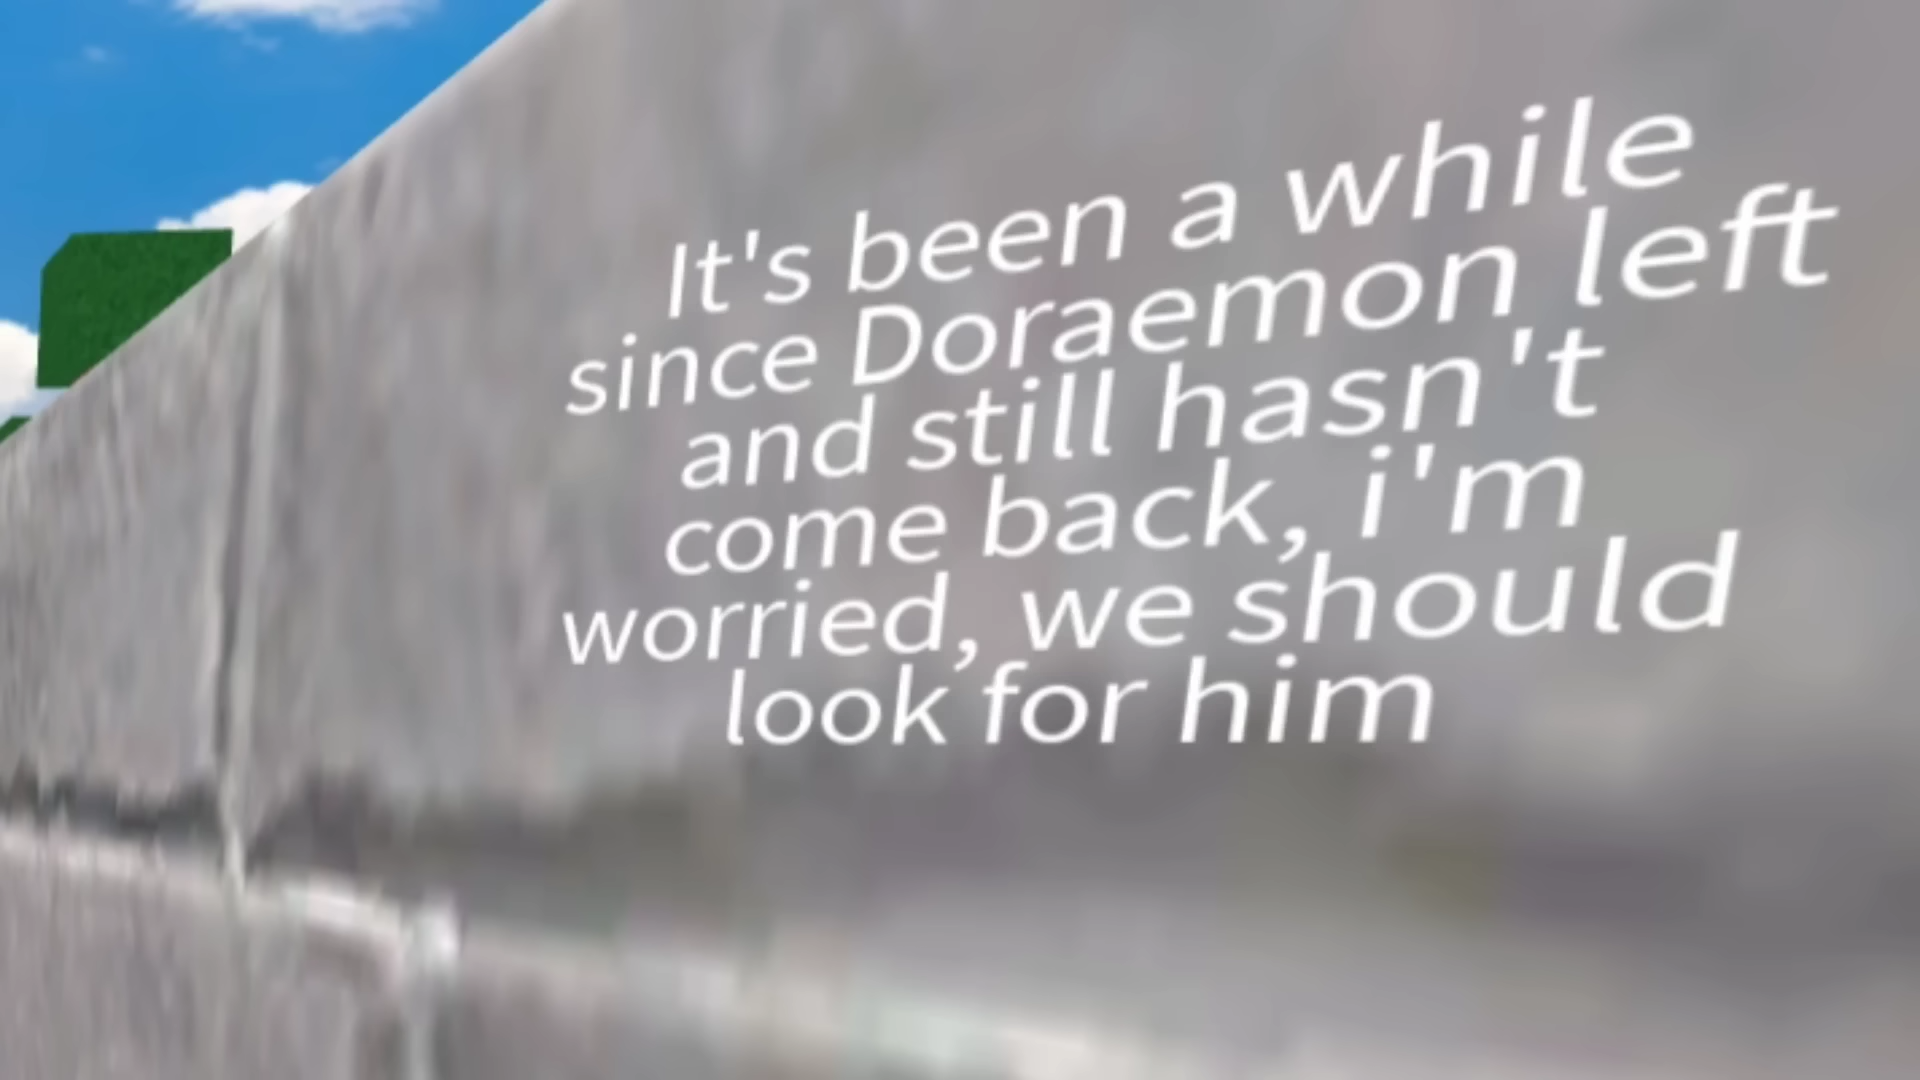 It's been a while
since Doraemon left
and still hasn't
come back, i'm
worried, we should
look for him